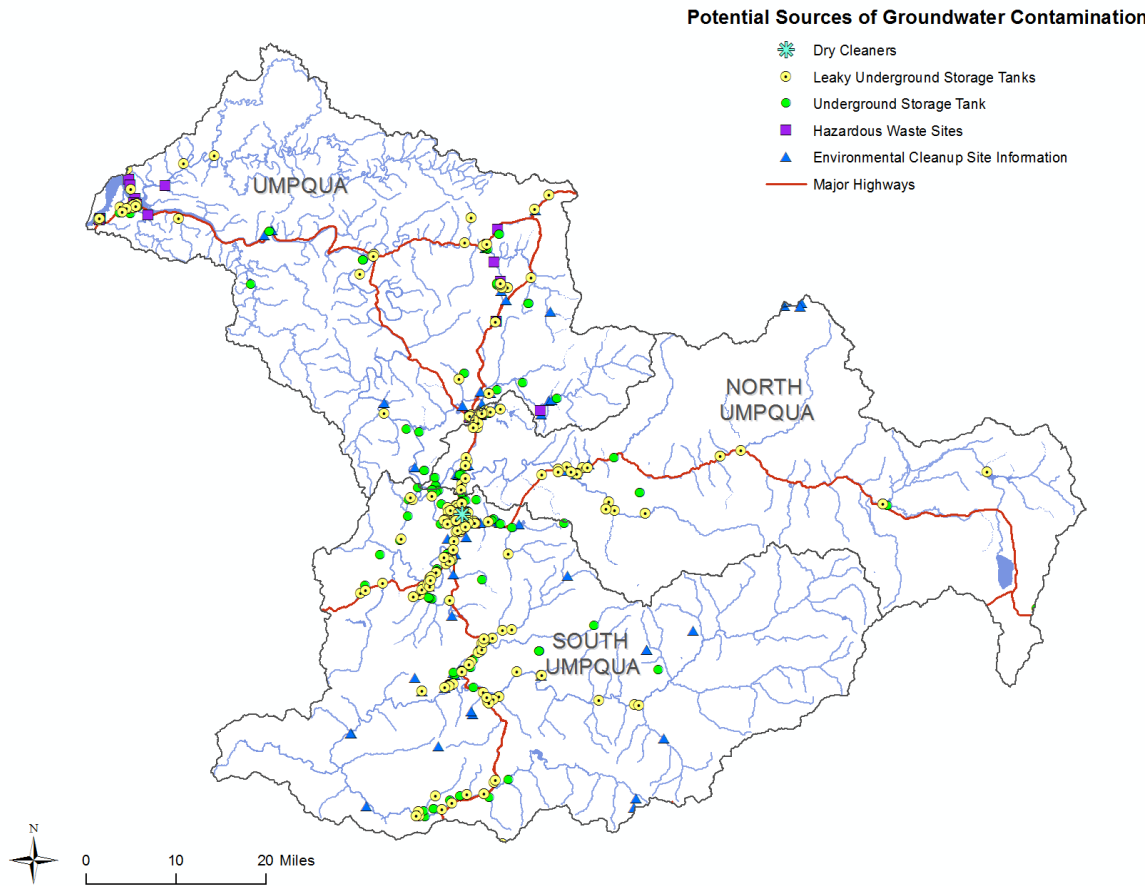 Potential Sources of Groundwater Contamination
Dry Cleaners
Leaky Underground Storage Tanks
Underground Storage Tank
Hazardous Waste Sites
Environmental Cleanup Site Information
Major Highways
UMPQUA
NORTH
UMPQUA
SOUTH
UMPQUA
N
0 10 20 Miles